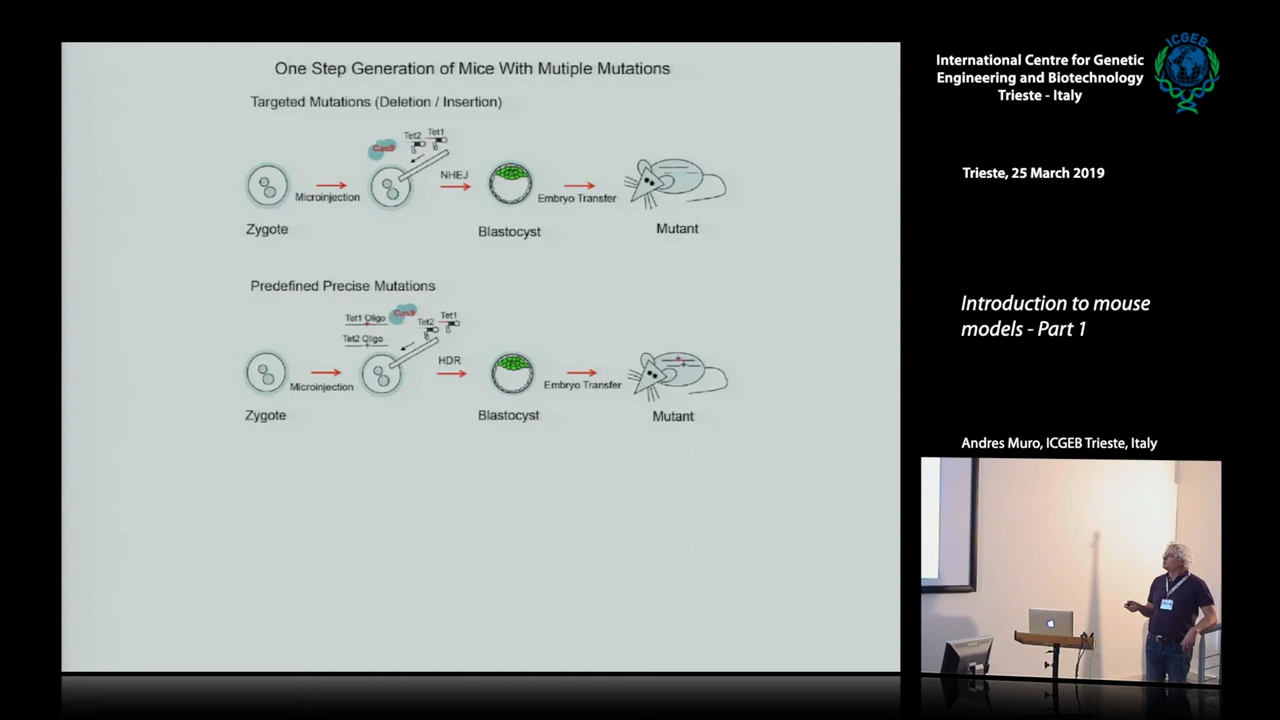 One Step Generation of Mice With Mutiple Mutations
Targeted Mutations (Deletion / Insertion)
Cas9
Tet2
Tet1
Microinjection
NHEJ
Embryo Transfer
Zygote
Blastocyst
Mutant
Predefined Precise Mutations
Tet1 Oligo
Cas9
Tet2
Tet1
Tet2 Oligo
Microinjection
HDR
Embryo Transfer
Zygote
Blastocyst
Mutant
ICGEB
International Centre for Genetic
Engineering and Biotechnology
Trieste - Italy
Trieste, 25 March 2019
Introduction to mouse
models - Part 1
Andres Muro, ICGEB Trieste, Italy